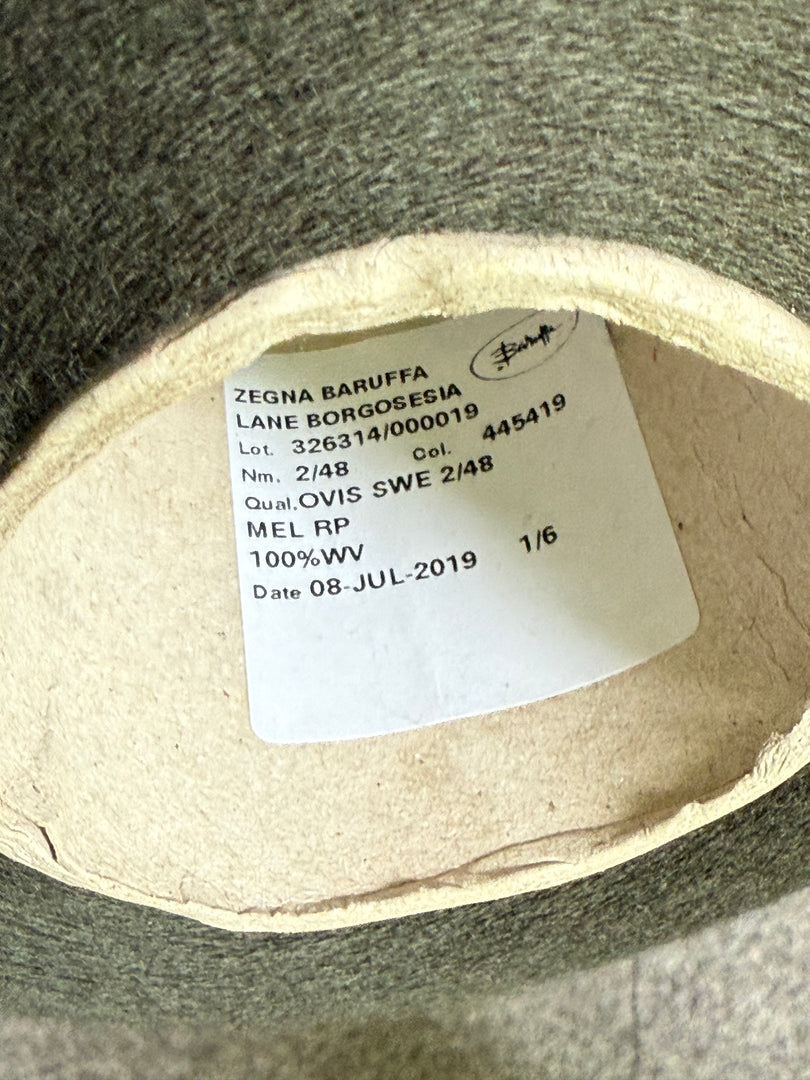 Baruffa
ZEGNA BARUFFA
LANE BORGOSESIA
Lot. 326314/000019
Nm. 2/48 Col. 445419
Qual.OVIS SWE 2/48
MEL RP
100%WV
Date 08-JUL-2019 1/6